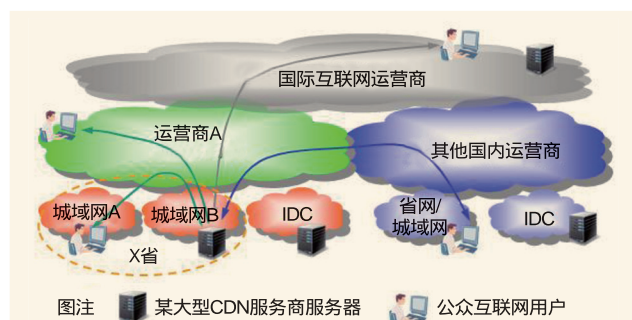 国际互联网运营商
运营商A
其他国内运营商
城域网A
城域网B
IDC
省网/
城域网
IDC
X省
图注
某大型CDN服务商服务器
公众互联网用户